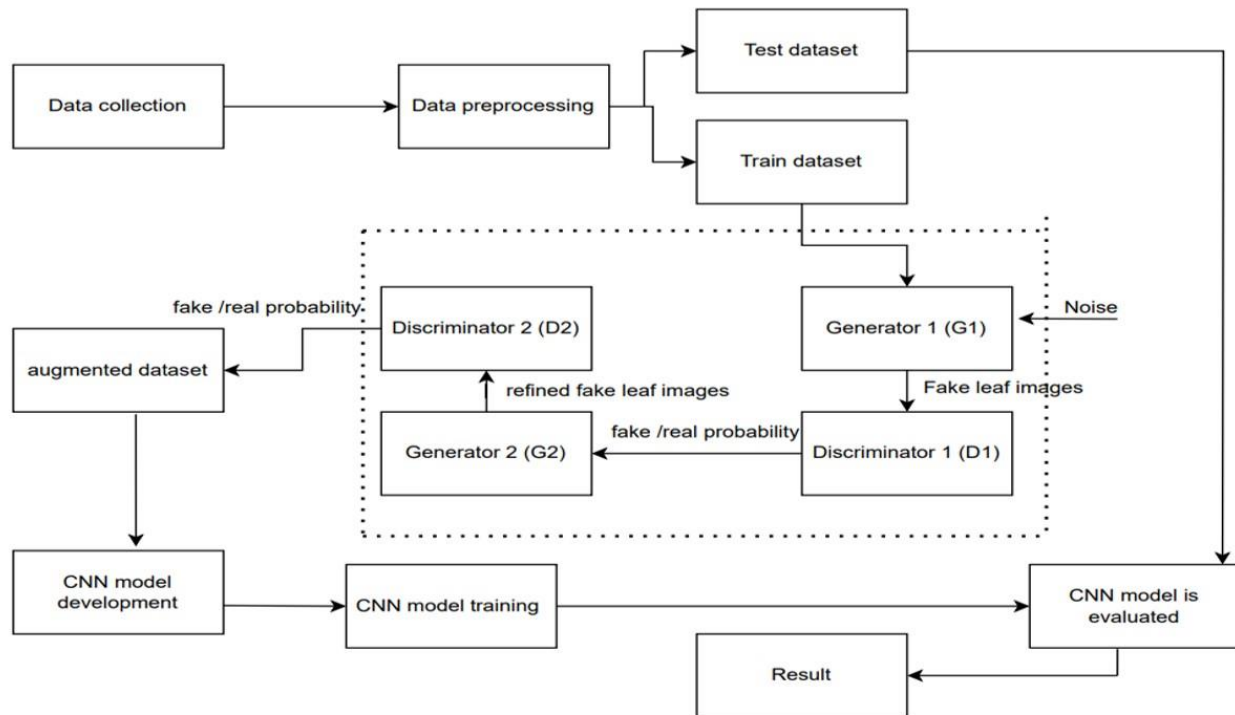 Test dataset
Data collection
Data preprocessing
Train dataset
fake /real probability
Discriminator 2 (D2)
Generator 1 (G1)
Noise
augmented dataset
refined fake leaf images
Fake leaf images
fake /real probability
Generator 2 (G2)
Discriminator 1 (D1)
CNN model
development
CNN model training
CNN model is
evaluated
Result